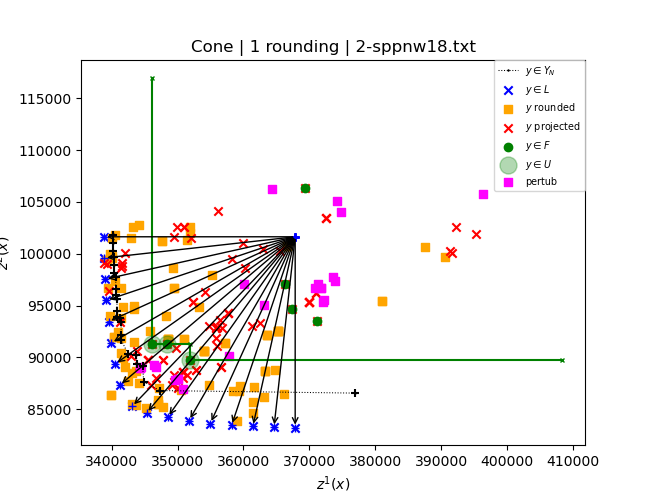 Cone | 1 rounding | 2-sppnw18.txt
z²(x)
115000
110000
105000
100000
95000
90000
85000
340000 350000 360000 370000 380000 390000 400000 410000
z¹(x)
y ∈ Y_N
y ∈ L
y rounded
y projected
y ∈ F
y ∈ U
pertub